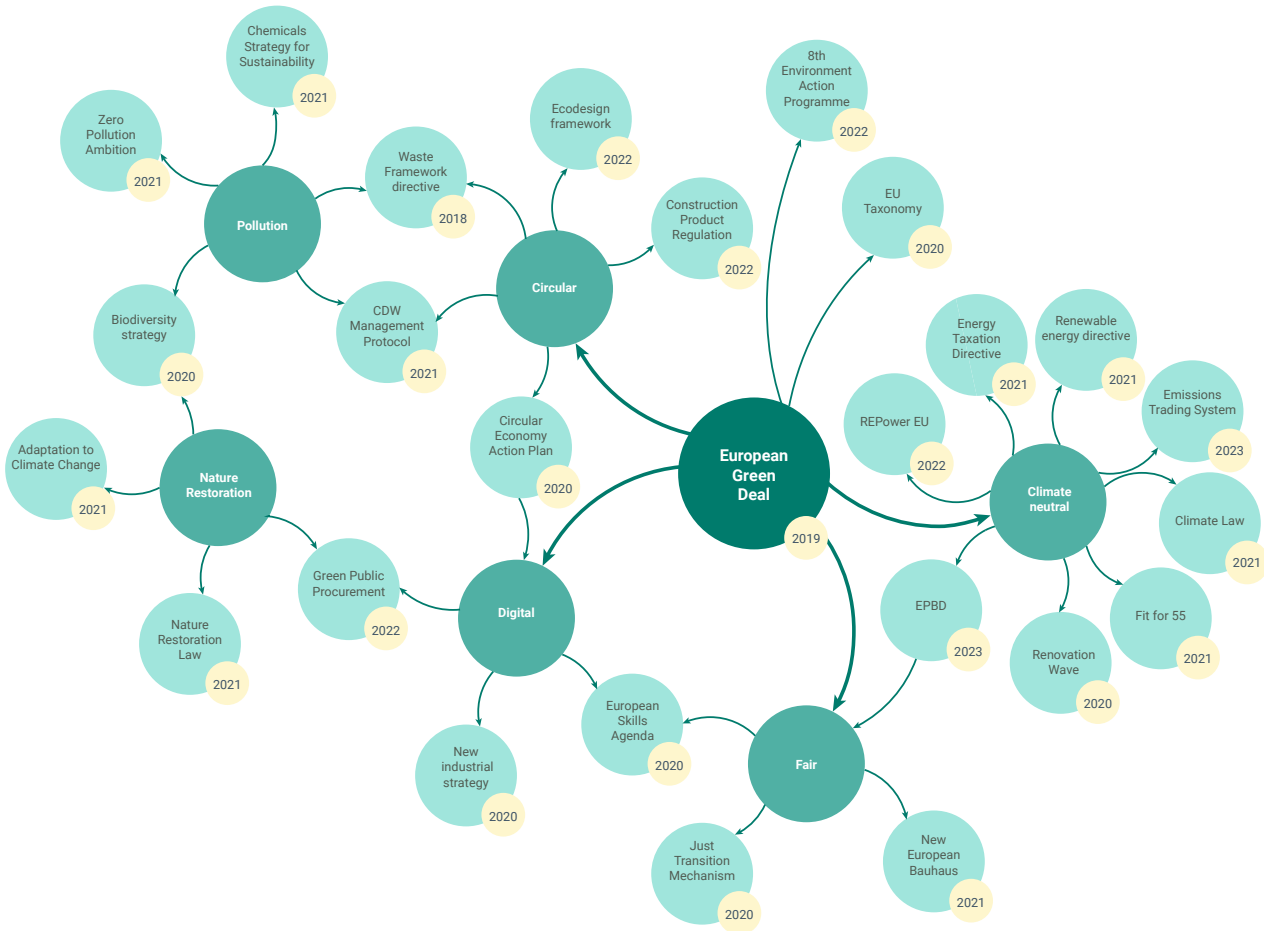 Chemicals
Strategy for
Sustainability
2021
Zero
Pollution
Ambition
2021
Pollution
Waste
Framework
directive
2018
Ecodesign
framework
2022
Construction
Product
Regulation
2022
Circular
CDW
Management
Protocol
2021
Biodiversity
strategy
2020
8th
Environment
Action
Programme
2022
EU
Taxonomy
2020
Energy
Taxation
Directive
2021
Renewable
energy directive
2021
Emissions
Trading System
2023
REPower EU
2022
Circular
Economy
Action Plan
2020
European
Green
Deal
2019
Climate
neutral
Climate Law
2021
Adaptation to
Climate Change
2021
Nature
Restoration
Green Public
Procurement
2022
Digital
EPBD
2023
Fit for 55
2021
Renovation
Wave
2020
Nature
Restoration
Law
2021
European
Skills
Agenda
2020
Fair
New
industrial
strategy
2020
Just
Transition
Mechanism
2020
New
European
Bauhaus
2021